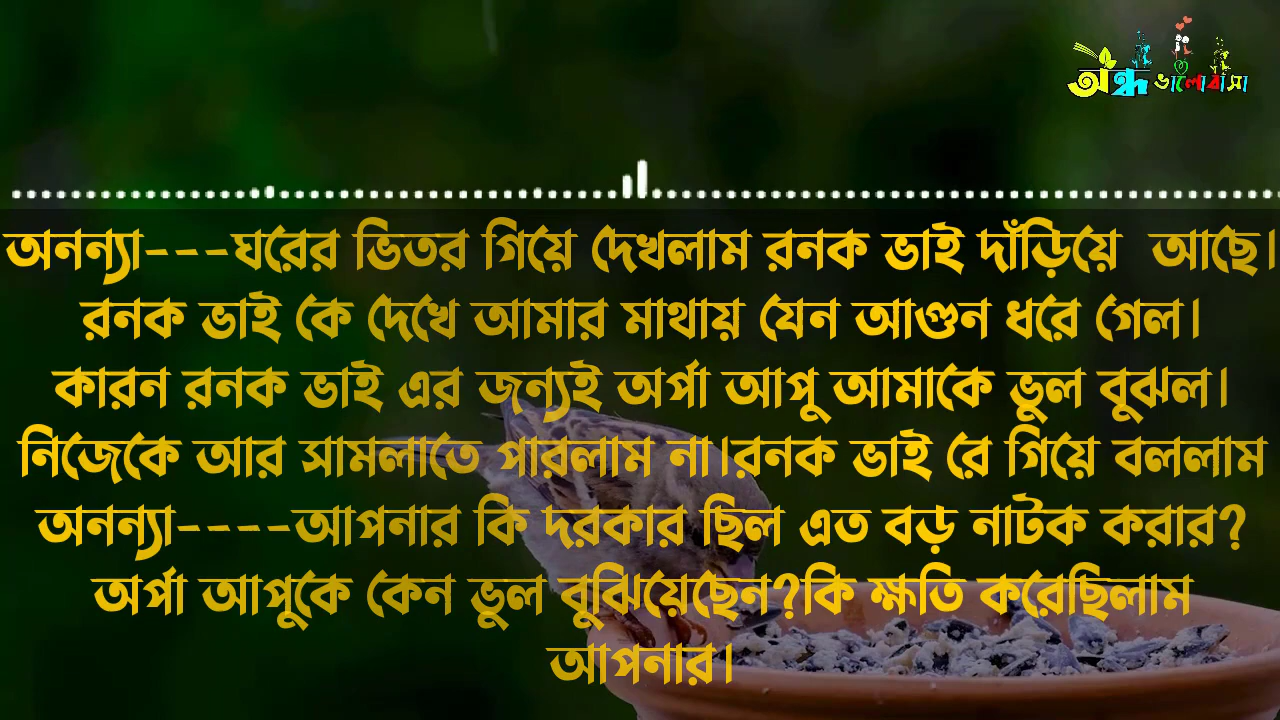 অন্ধ ভালোবাসা
অনন্যা---ঘরের ভিতর গিয়ে দেখলাম রনক ভাই দাঁড়িয়ে  আছে।
রনক ভাই কে দেখে আমার মাথায় যেন আগুন ধরে গেল।
কারন রনক ভাই এর জন্যই অর্পা আপু আমাকে ভুল বুঝল।
নিজেকে আর সামলাতে পারলাম না।রনক ভাই রে গিয়ে বললাম
অনন্যা----আপনার কি দরকার ছিল এত বড় নাটক করার?
অর্পা আপুকে কেন ভুল বুঝিয়েছেন?কি ক্ষতি করেছিলাম
আপনার।